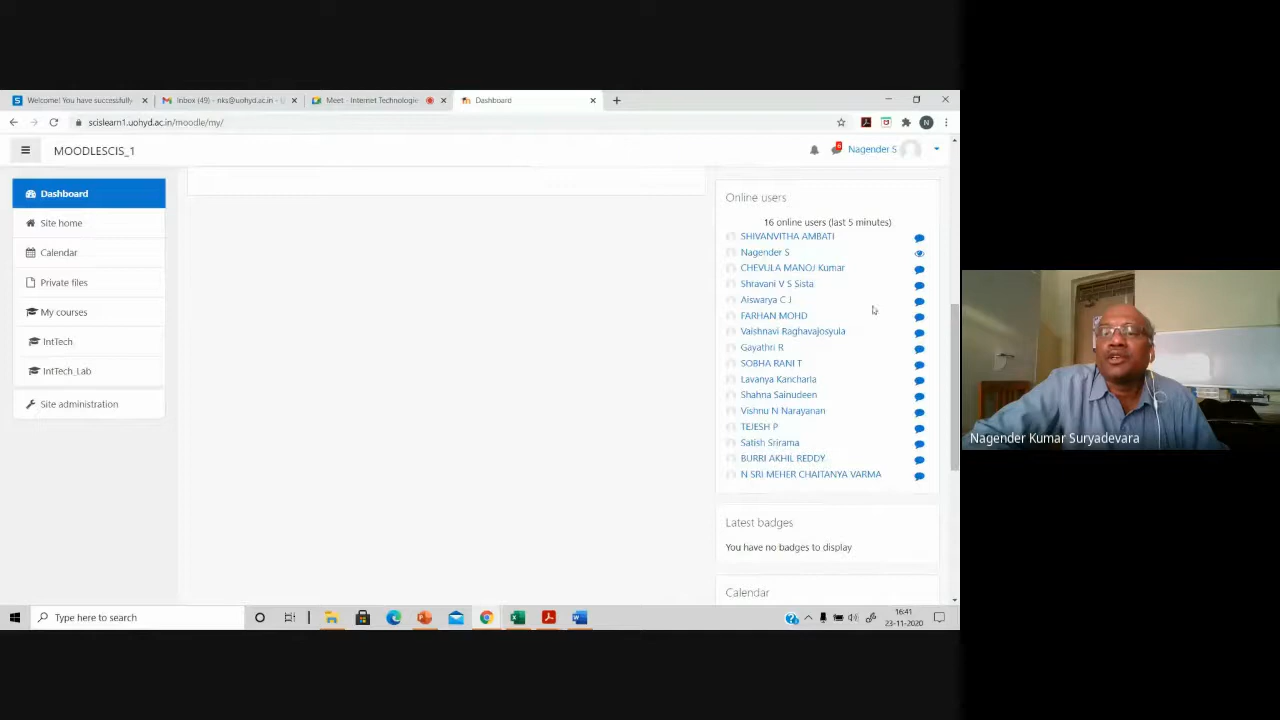 Welcome! You have successfully
Inbox (49) - nks@uohyd.ac.in - U
Meet - Internet Technologie
Dashboard
scislearn1.uohyd.ac.in/moodle/my/
N
MOODLESCIS_1
Nagender S
Dashboard
Site home
Calendar
Private files
My courses
IntTech
IntTech_Lab
Site administration
Online users
16 online users (last 5 minutes)
SHIVANVITHA AMBATI
Nagender S
CHEVULA MANOJ Kumar
Shravani V S Sista
Aiswarya C J
FARHAN MOHD
Vaishnavi Raghavajosyula
Gayathri R
SOBHA RANI T
Lavanya Kancharla
Shahna Sainudeen
Vishnu N Narayanan
TEJESH P
Satish Srirama
BURRI AKHIL REDDY
N SRI MEHER CHAITANYA VARMA
Latest badges
You have no badges to display
Calendar
Nagender Kumar Suryadevara
Type here to search
16:41
23-11-2020